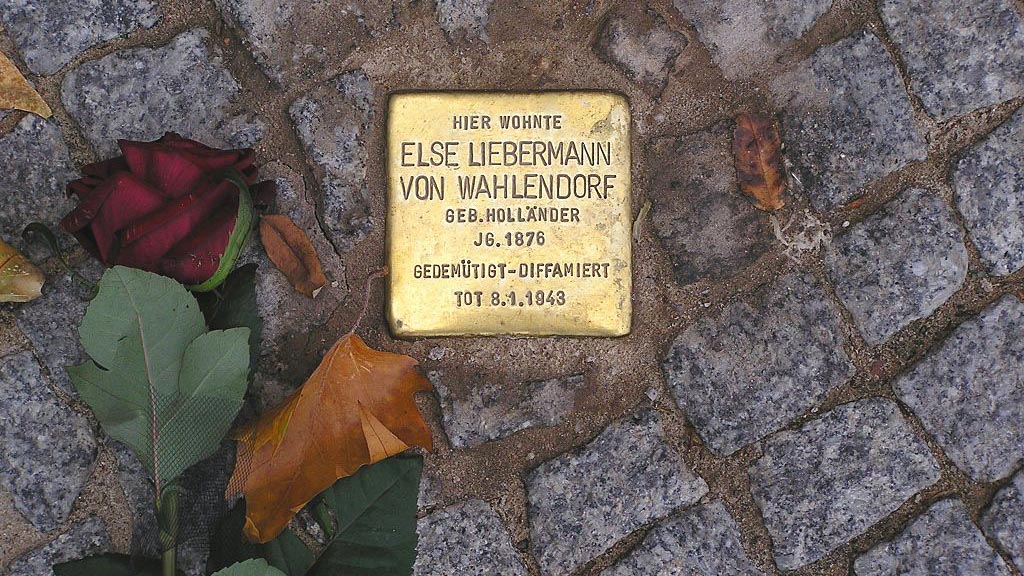 HIER WOHNTE
ELSE LIEBERMANN
VON WAHLENDORF
GEB.HOLLÄNDER
JG. 1876
GEDEMÜTIGT-DIFFAMIERT
TOT 8.1.1943